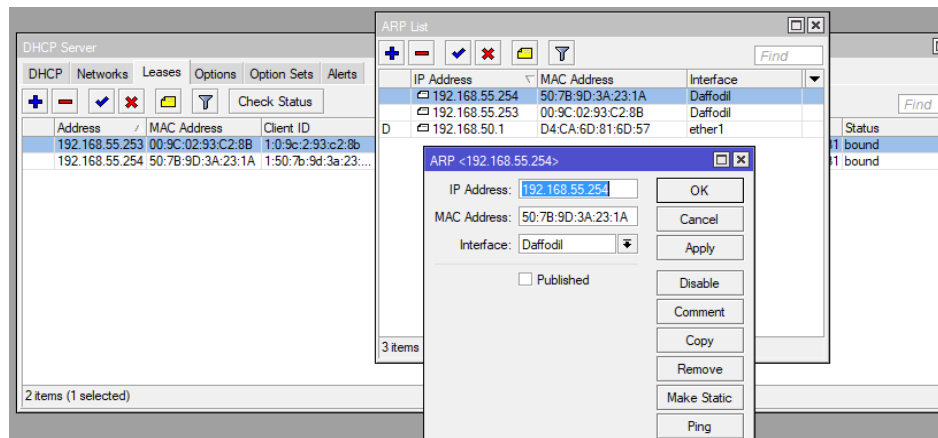 DHCP Server
DHCP Networks Leases Options Option Sets Alerts
Check Status
Find
Address MAC Address Client ID Status
192.168.55.253 00:9C:02:93:C2:8B 1:0:9c:2:93:c2:8b 31 bound
192.168.55.254 50:7B:9D:3A:23:1A 1:50:7b:9d:3a:23:... 31 bound
2 items (1 selected)
ARP List
Find
IP Address MAC Address Interface
192.168.55.254 50:7B:9D:3A:23:1A Daffodil
192.168.55.253 00:9C:02:93:C2:8B Daffodil
D 192.168.50.1 D4:CA:6D:81:6D:57 ether1
3 items
ARP <192.168.55.254>
IP Address: 192.168.55.254
MAC Address: 50:7B:9D:3A:23:1A
Interface: Daffodil
Published
OK
Cancel
Apply
Disable
Comment
Copy
Remove
Make Static
Ping